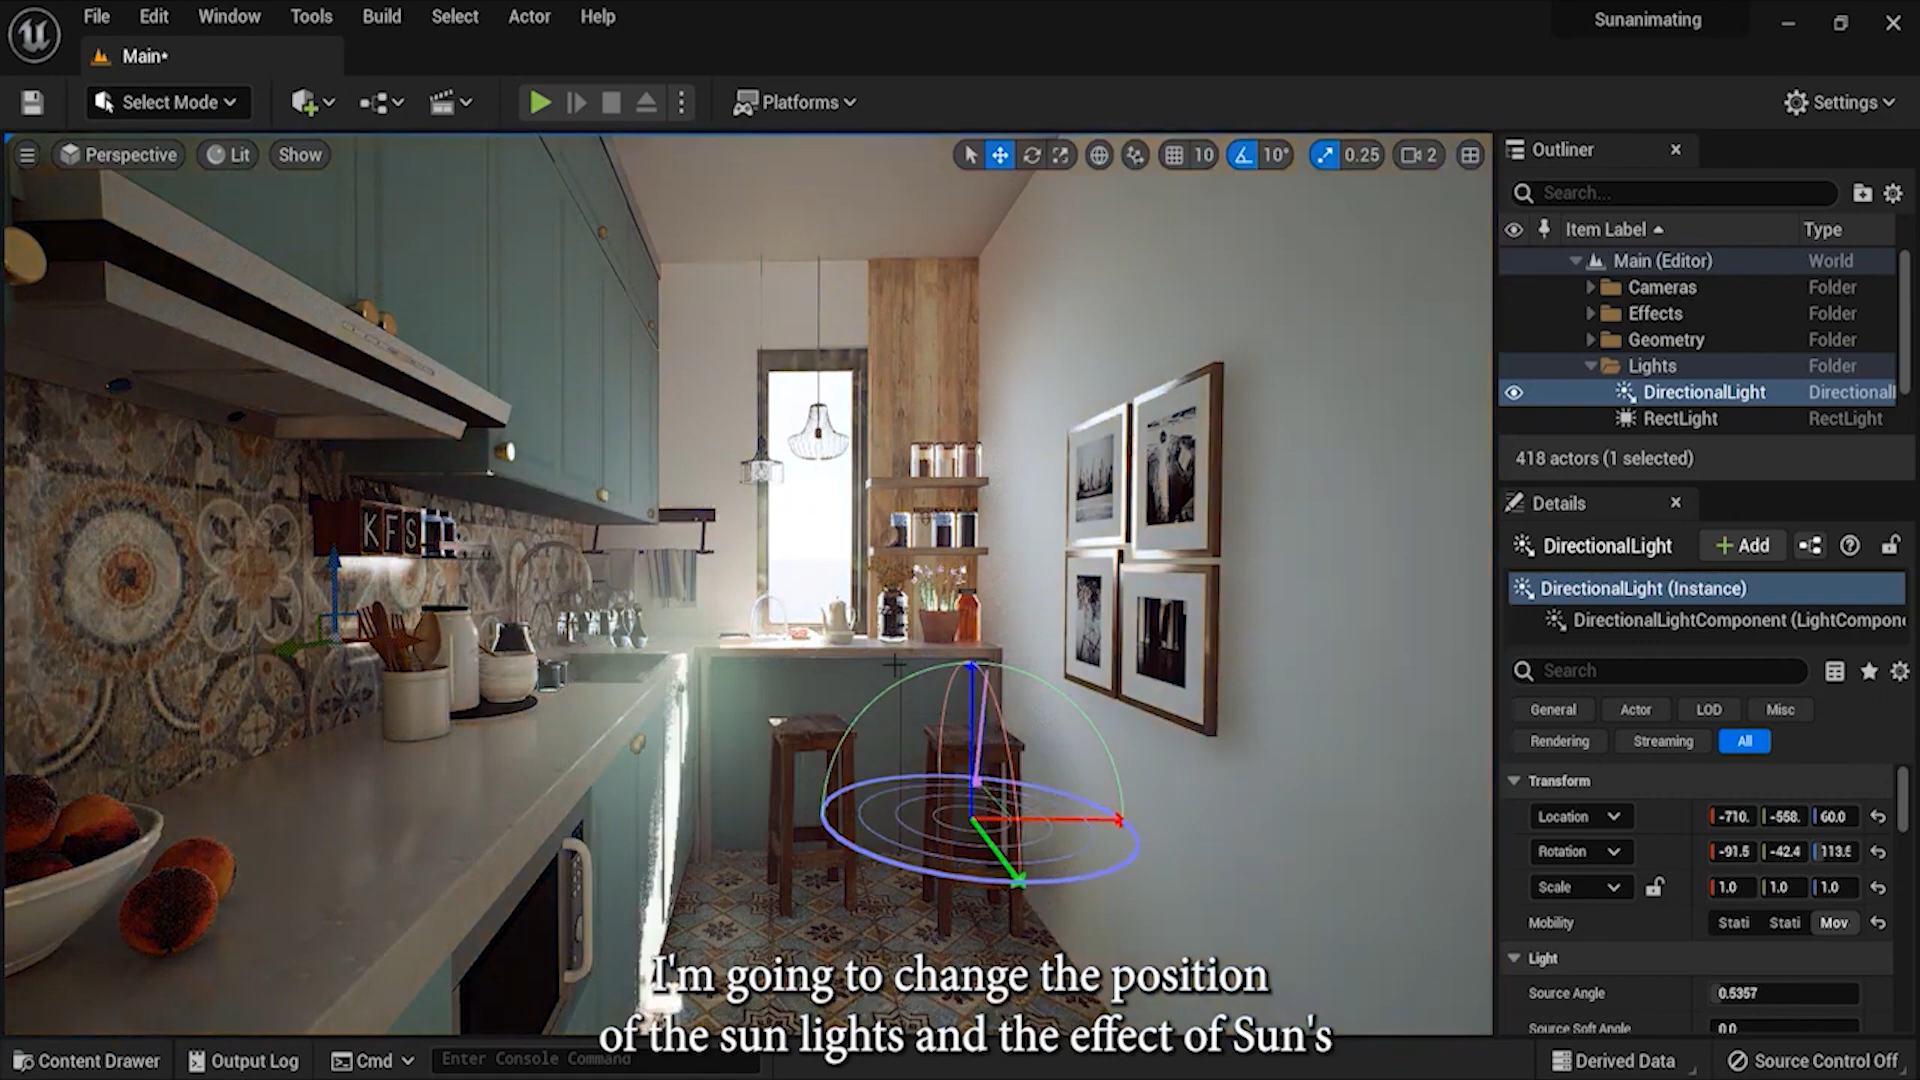 File Edit Window Tools Build Select Actor Help
Sunanimating
Main*
Select Mode
Platforms
Settings
Perspective Lit Show
10 10° 0.25 2
Outliner
Search...
Item Label Type
Main (Editor) World
Cameras Folder
Effects Folder
Geometry Folder
Lights Folder
DirectionalLight Directional
RectLight RectLight
418 actors (1 selected)
Details
DirectionalLight Add
DirectionalLight (Instance)
DirectionalLightComponent (LightCompone
Search
General Actor LOD Misc
Rendering Streaming All
Transform
Location -710. -558. 60.0
Rotation -91.5 -42.4 113.5
Scale 1.0 1.0 1.0
Mobility Stati Stati Mov
Light
Source Angle 0.5357
Source Soft Angle 0.0
KFS
I'm going to change the position
of the sun lights and the effect of Sun's
Content Drawer Output Log Cmd Enter Console Command
Derived Data Source Control Off